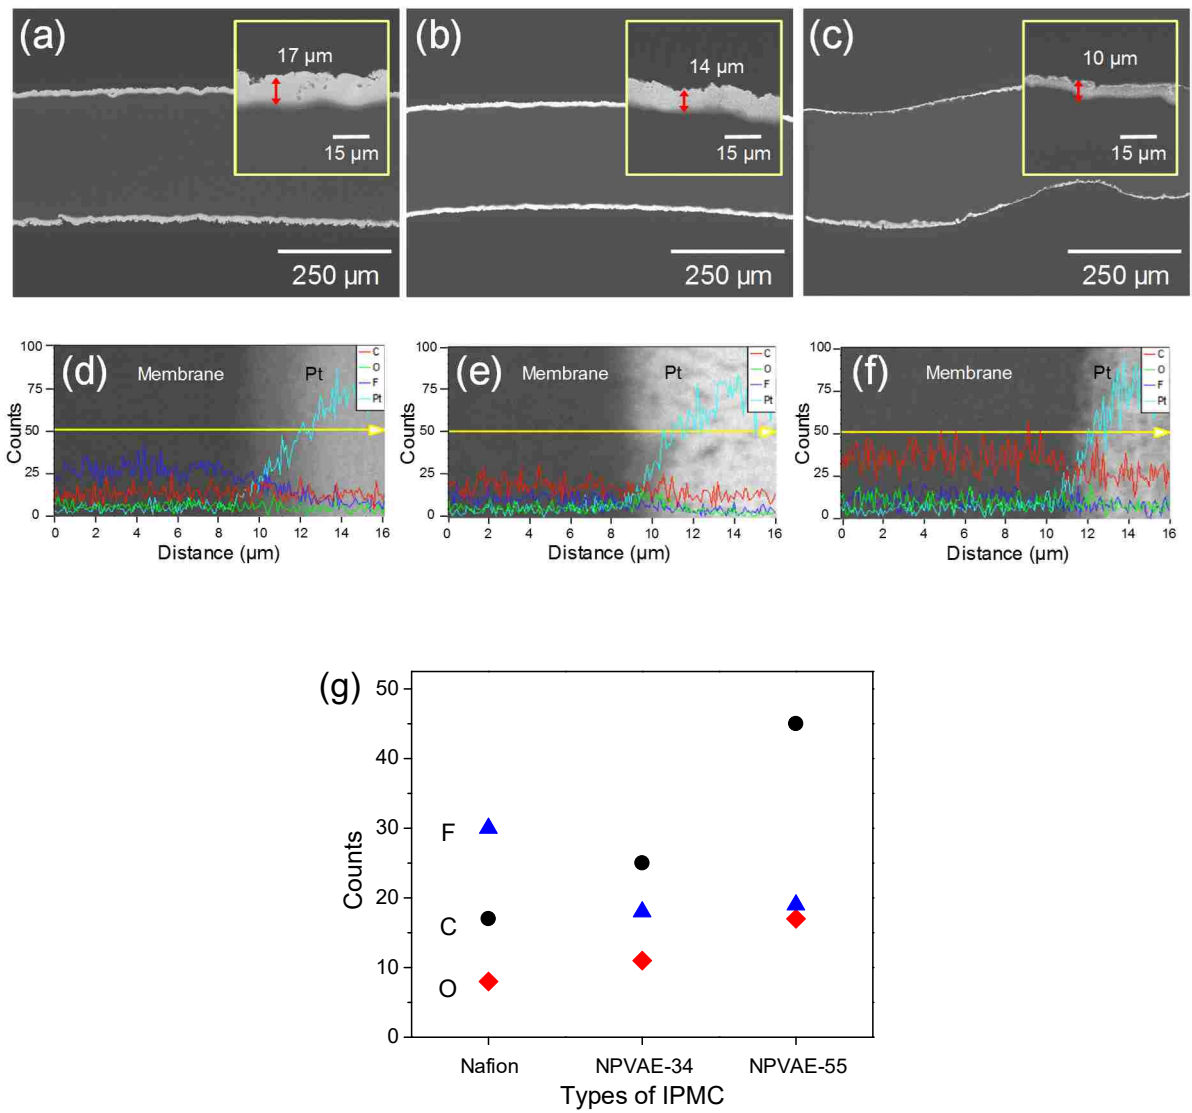 (a)
17 µm
15 µm
250 µm
(b)
14 µm
15 µm
250 µm
(c)
10 µm
15 µm
250 µm
(d)
Membrane
Pt
C
O
F
Pt
100
75
50
25
0
Counts
0 2 4 6 8 10 12 14 16
Distance (µm)
(e)
Membrane
Pt
C
O
F
Pt
100
75
50
25
0
Counts
0 2 4 6 8 10 12 14 16
Distance (µm)
(f)
Membrane
Pt
C
O
F
Pt
100
75
50
25
0
Counts
0 2 4 6 8 10 12 14 16
Distance (µm)
(g)
50
40
30
20
10
0
Counts
F
C
O
Nafion NPVAE-34 NPVAE-55
Types of IPMC